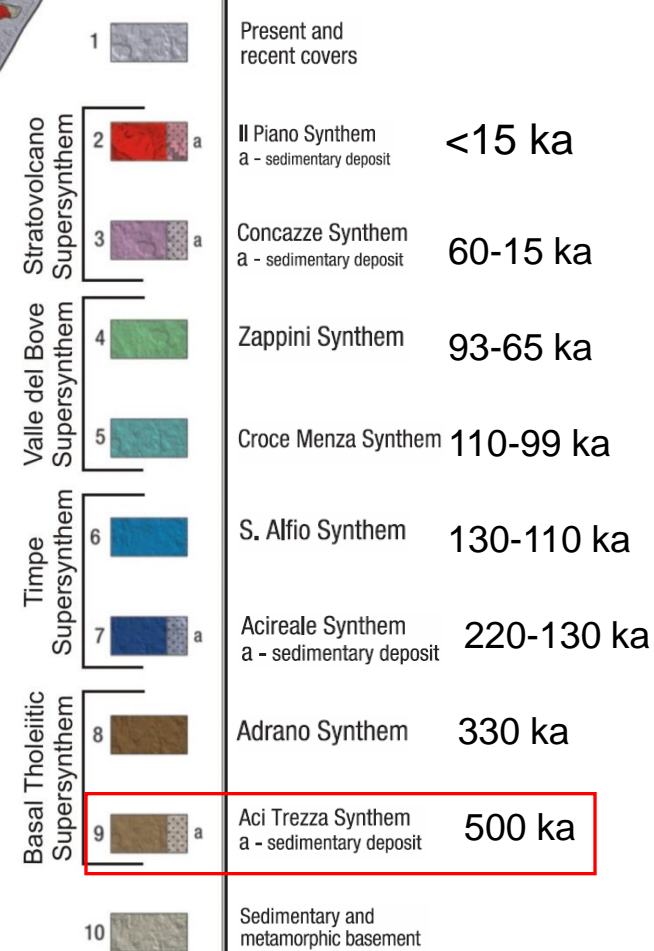 1 Present and
recent covers
Stratovolcano
Supersynthem
2 a Il Piano Synthem <15 ka
a - sedimentary deposit
3 a Concazze Synthem 60-15 ka
a - sedimentary deposit
Valle del Bove
Supersynthem
4 Zappini Synthem 93-65 ka
5 Croce Menza Synthem 110-99 ka
Timpe
Supersynthem
6 S. Alfio Synthem 130-110 ka
7 a Acireale Synthem 220-130 ka
a - sedimentary deposit
Basal Tholeiitic
Supersynthem
8 Adrano Synthem 330 ka
9 a Aci Trezza Synthem 500 ka
a - sedimentary deposit
10 Sedimentary and
metamorphic basement